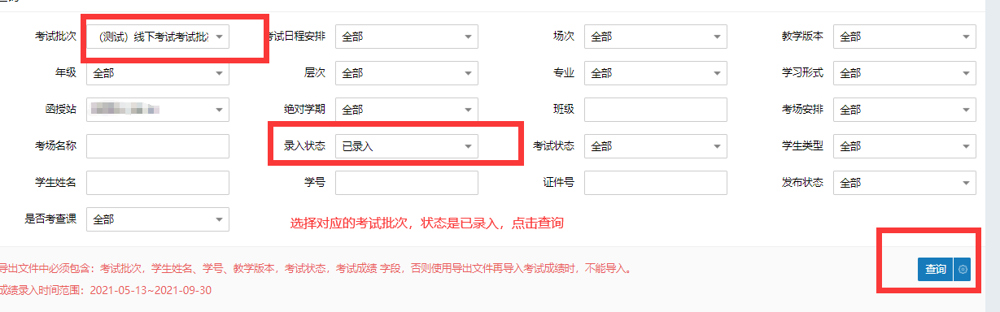 考试批次 （测试）线下考试考试批 考试日程安排 全部 场次 全部 教学版本 全部
年级 全部 层次 全部 专业 全部 学习形式 全部
函授站 绝对学期 全部 班级 考场安排 全部
考场名称 录入状态 已录入 考试状态 全部 学生类型 全部
学生姓名 学号 证件号 发布状态 全部
是否考查课 全部
选择对应的考试批次，状态是已录入，点击查询
导出文件中必须包含：考试批次，学生姓名、学号、教学版本，考试状态，考试成绩 字段，否则使用导出文件再导入考试成绩时，不能导入。
查询
成绩录入时间范围：2021-05-13~2021-09-30